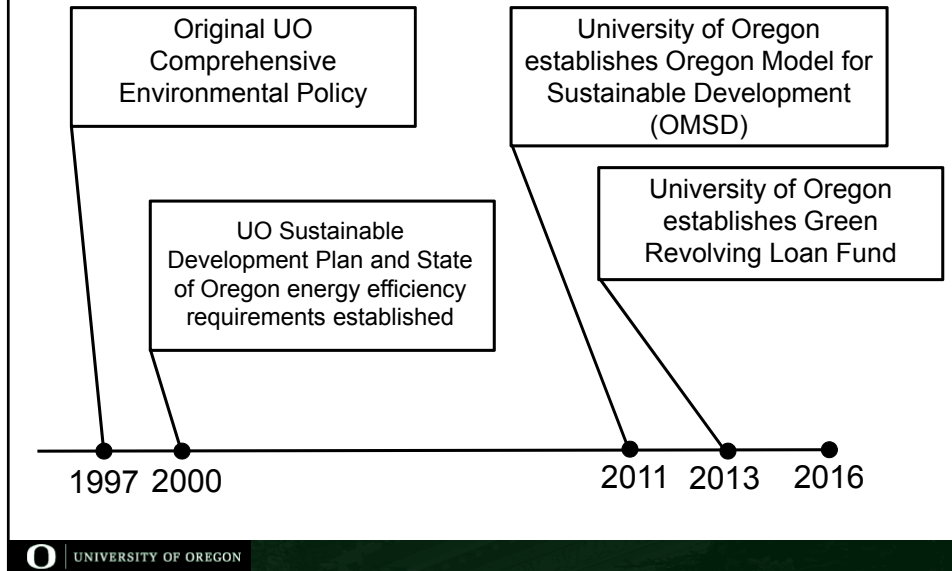 Original UO
Comprehensive
Environmental Policy
University of Oregon
establishes Oregon Model for
Sustainable Development
(OMSD)
UO Sustainable
Development Plan and State
of Oregon energy efficiency
requirements established
University of Oregon
establishes Green
Revolving Loan Fund
1997 2000 2011 2013 2016
O UNIVERSITY OF OREGON